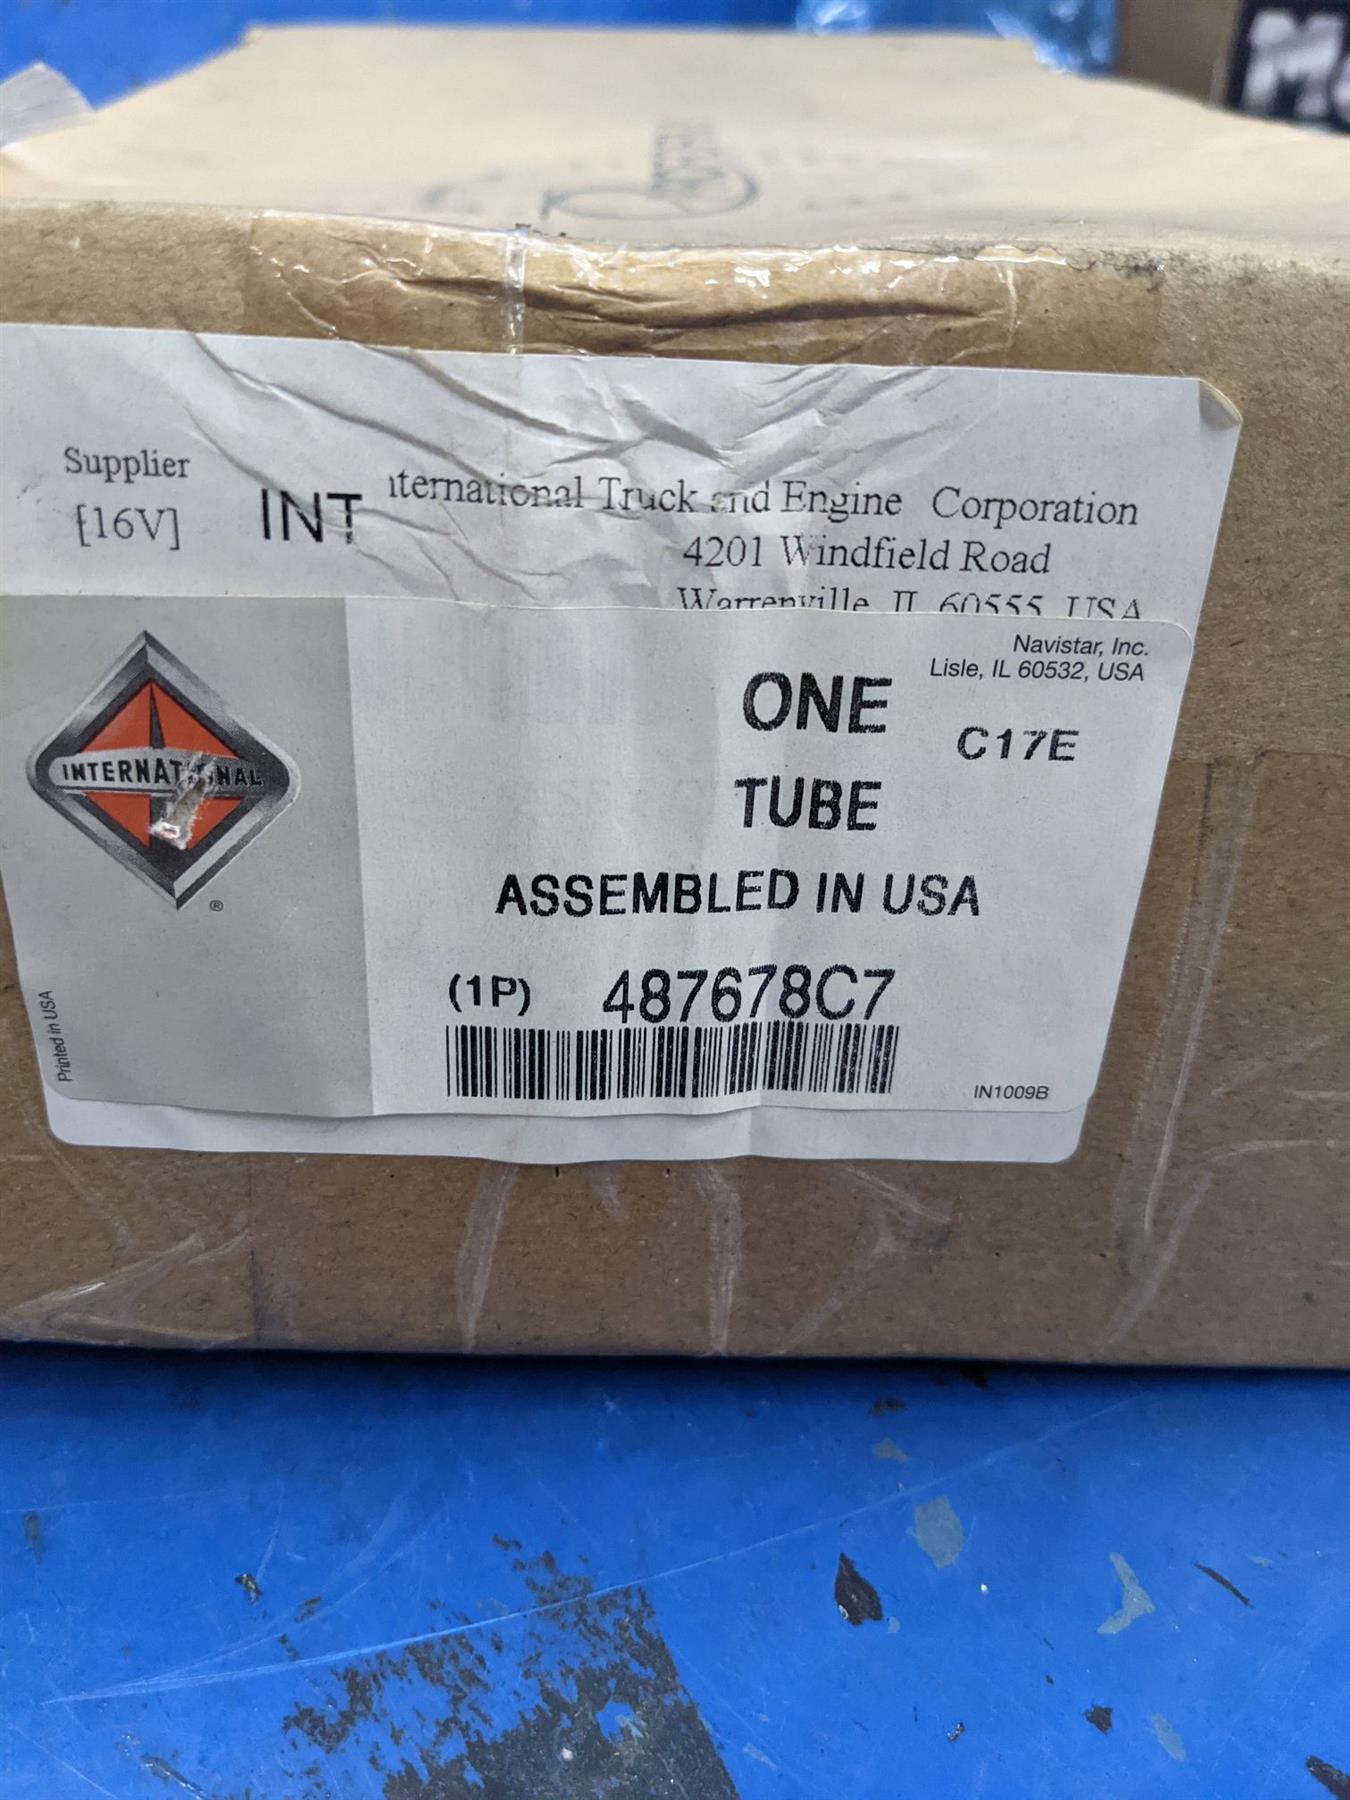 Supplier
[16V]
INT
International Truck and Engine Corporation
4201 Windfield Road
Warrenville IL 60555 USA
Navistar, Inc.
Lisle, IL 60532, USA
INTERNATIONAL
®
ONE
C17E
TUBE
ASSEMBLED IN USA
(1P) 487678C7
IN1009B
Printed in USA